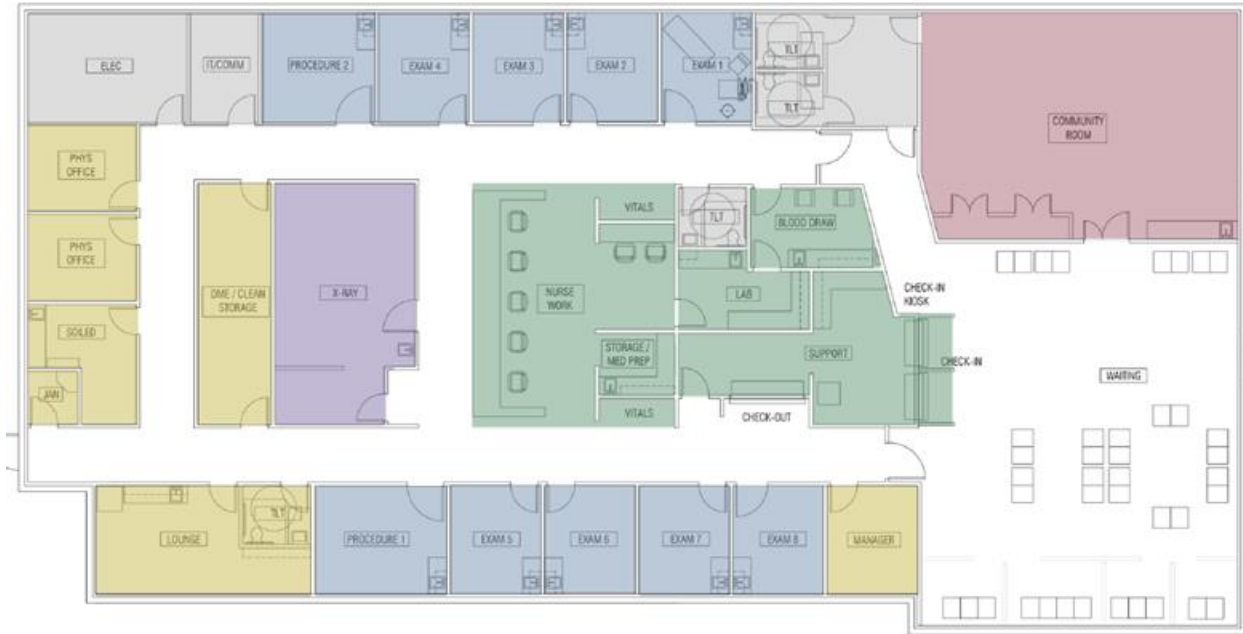 ELEC
IT/COMM
PROCEDURE 2
EXAM 4
EXAM 3
EXAM 2
EXAM 1
TLT
TLT
COMMUNITY
ROOM
PHYS
OFFICE
PHYS
OFFICE
SOILED
JAN
DME / CLEAN
STORAGE
X-RAY
NURSE
WORK
VITALS
TLT
BLOOD DRAW
LAB
STORAGE /
MED PREP
VITALS
SUPPORT
CHECK-OUT
CHECK-IN
KIOSK
CHECK-IN
WAITING
LOUNGE
TLT
PROCEDURE 1
EXAM 5
EXAM 6
EXAM 7
EXAM 8
MANAGER